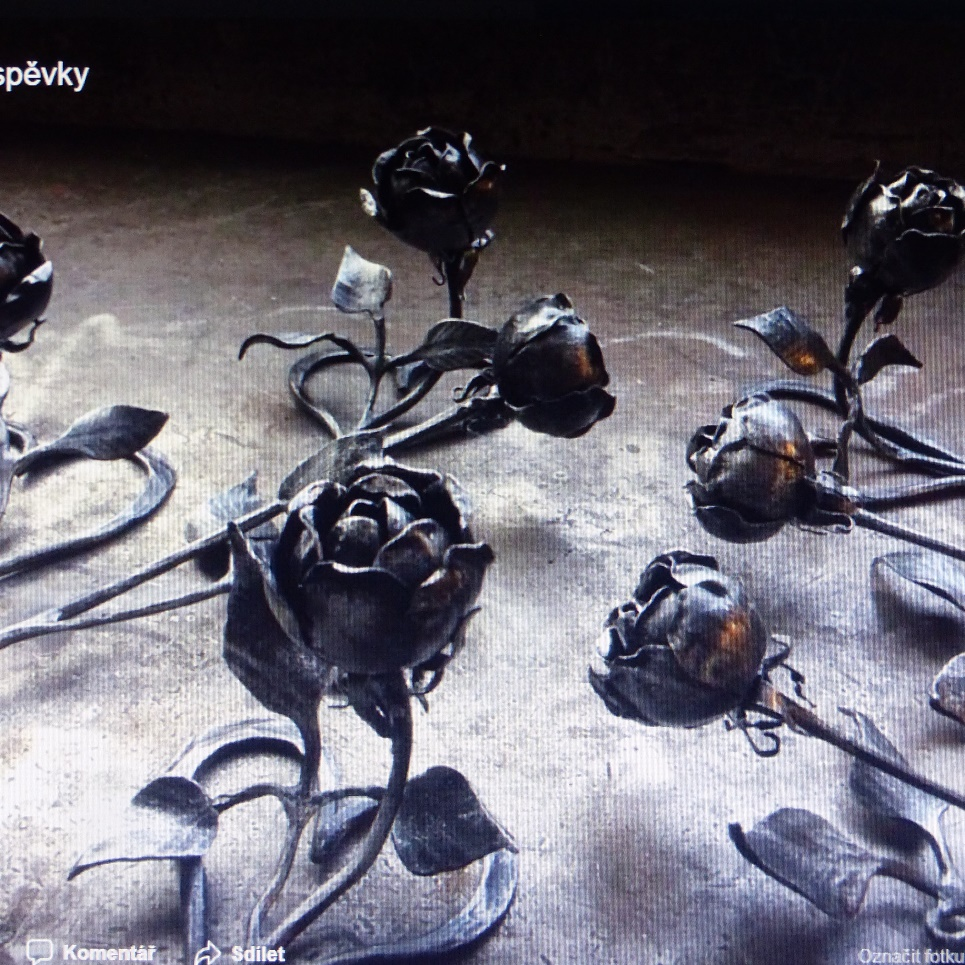 spěvky
Komentář
Sdílet
Označit fotku